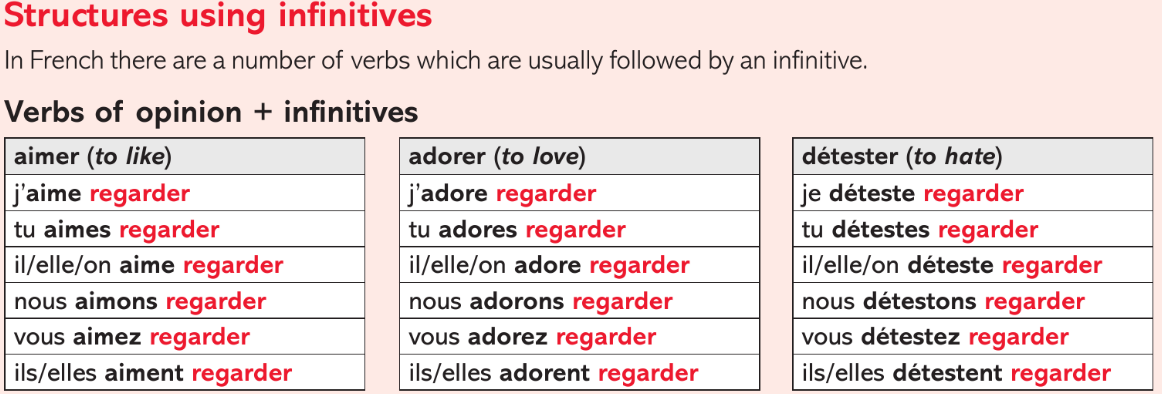 Structures using infinitives
In French there are a number of verbs which are usually followed by an infinitive.
Verbs of opinion + infinitives
aimer (to like)
j'aime regarder
tu aimes regarder
il/elle/on aime regarder
nous aimons regarder
vous aimez regarder
ils/elles aiment regarder
adorer (to love)
j'adore regarder
tu adores regarder
il/elle/on adore regarder
nous adorons regarder
vous adorez regarder
ils/elles adorent regarder
détester (to hate)
je déteste regarder
tu détestes regarder
il/elle/on déteste regarder
nous détestons regarder
vous détestez regarder
ils/elles détestent regarder